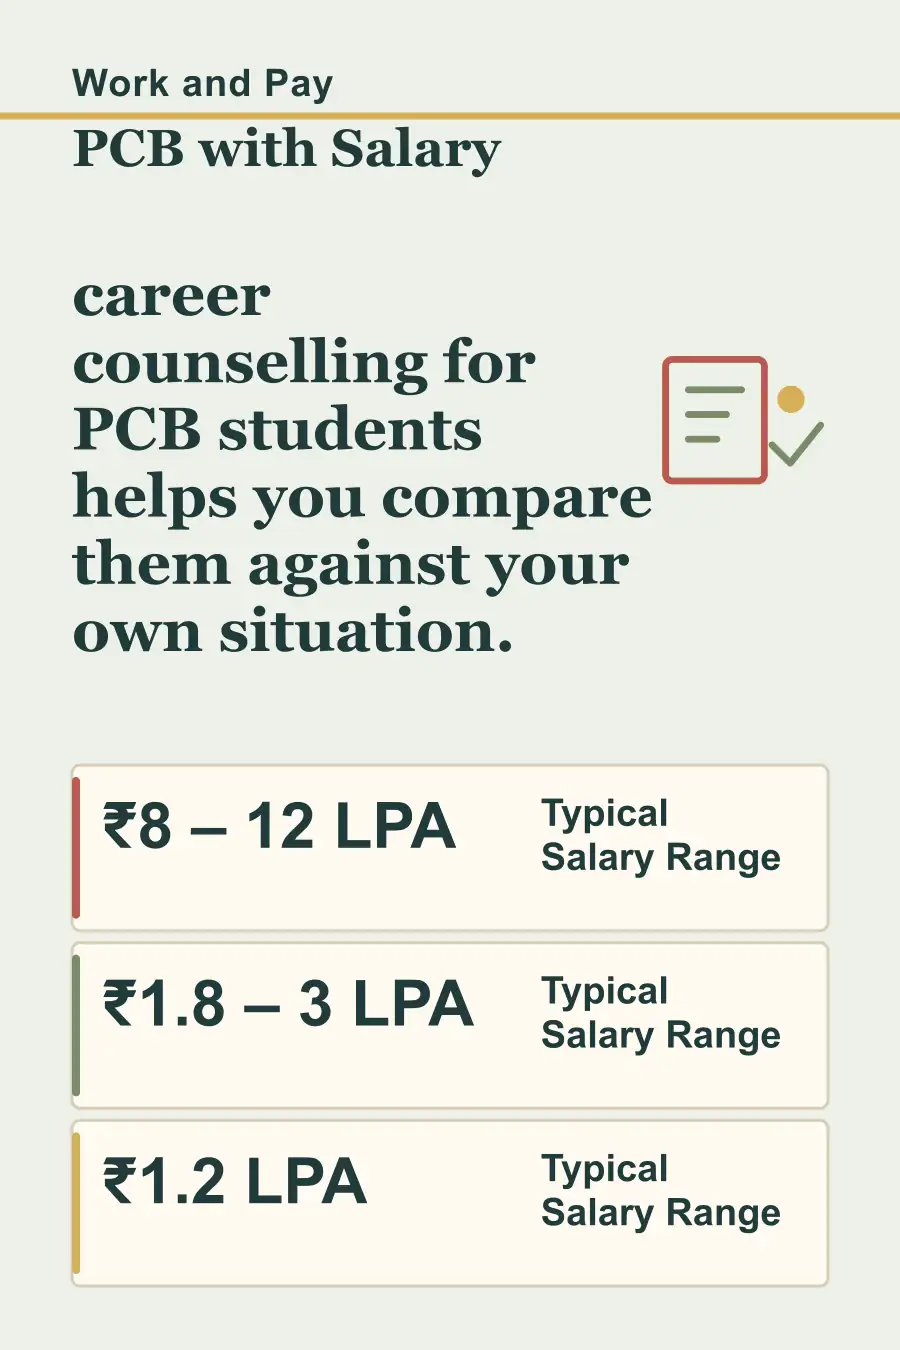 Work and Pay
PCB with Salary
career
counselling for
PCB students
helps you compare
them against your
own situation.
₹8 – 12 LPA
Typical
Salary Range
₹1.8 – 3 LPA
Typical
Salary Range
₹1.2 LPA
Typical
Salary Range